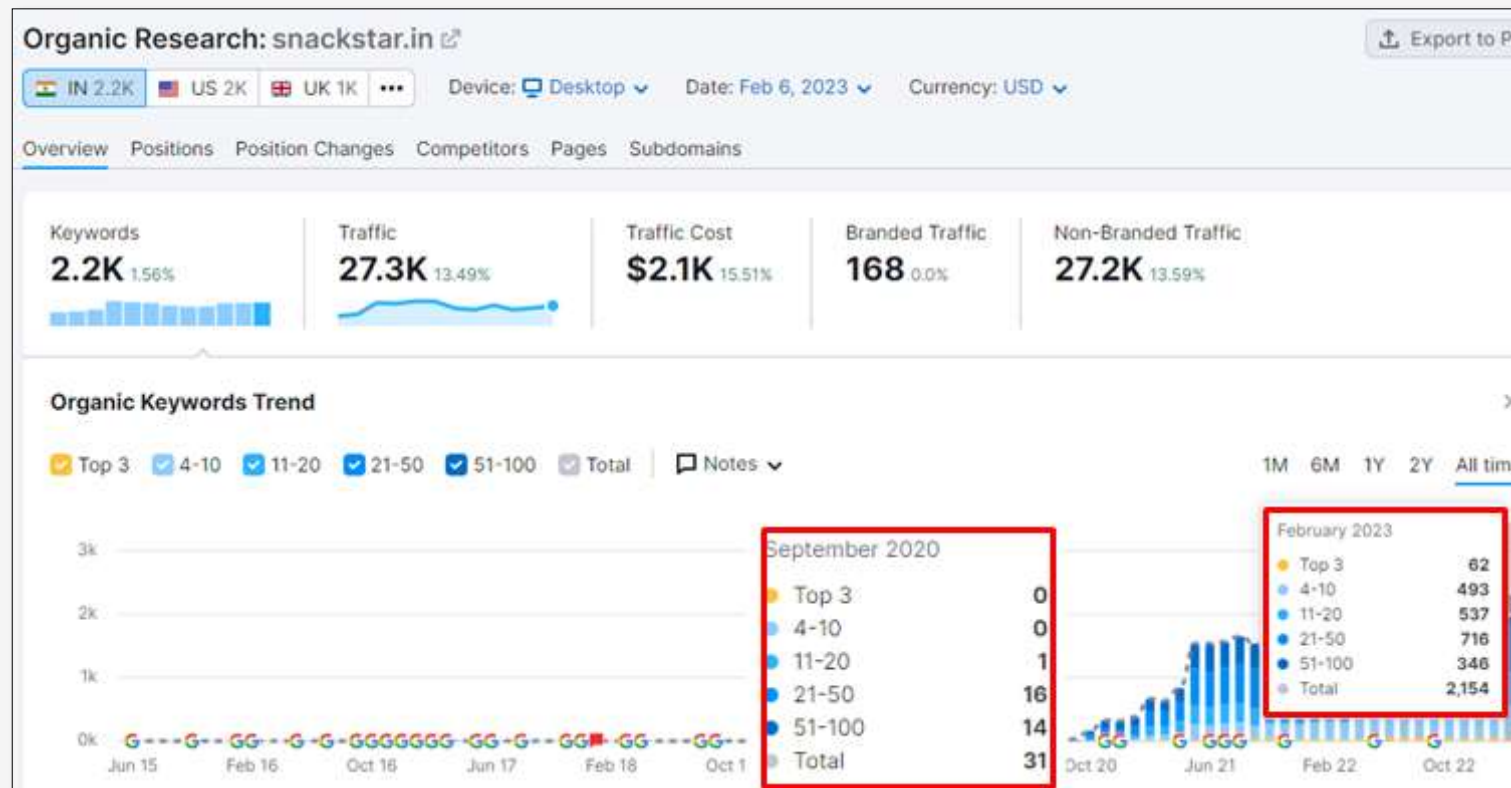 Organic Research: snackstar.in
Export to P
IN 2.2K US 2K UK 1K ••• Device: Desktop Date: Feb 6, 2023 Currency: USD
Overview Positions Position Changes Competitors Pages Subdomains
Keywords Traffic Traffic Cost Branded Traffic Non-Branded Traffic
2.2K 1.56% 27.3K 13.49% $2.1K 15.51% 168 0.0% 27.2K 13.59%
Organic Keywords Trend
Top 3 4-10 11-20 21-50 51-100 Total Notes 1M 6M 1Y 2Y All tim
3k
2k
1k
0k
September 2020
Top 3 0
4-10 0
11-20 1
21-50 16
51-100 14
Total 31
February 2023
Top 3 62
4-10 493
11-20 537
21-50 716
51-100 346
Total 2,154
Jun 15 Feb 16 Oct 16 Jun 17 Feb 18 Oct 1 Oct 20 Jun 21 Feb 22 Oct 22